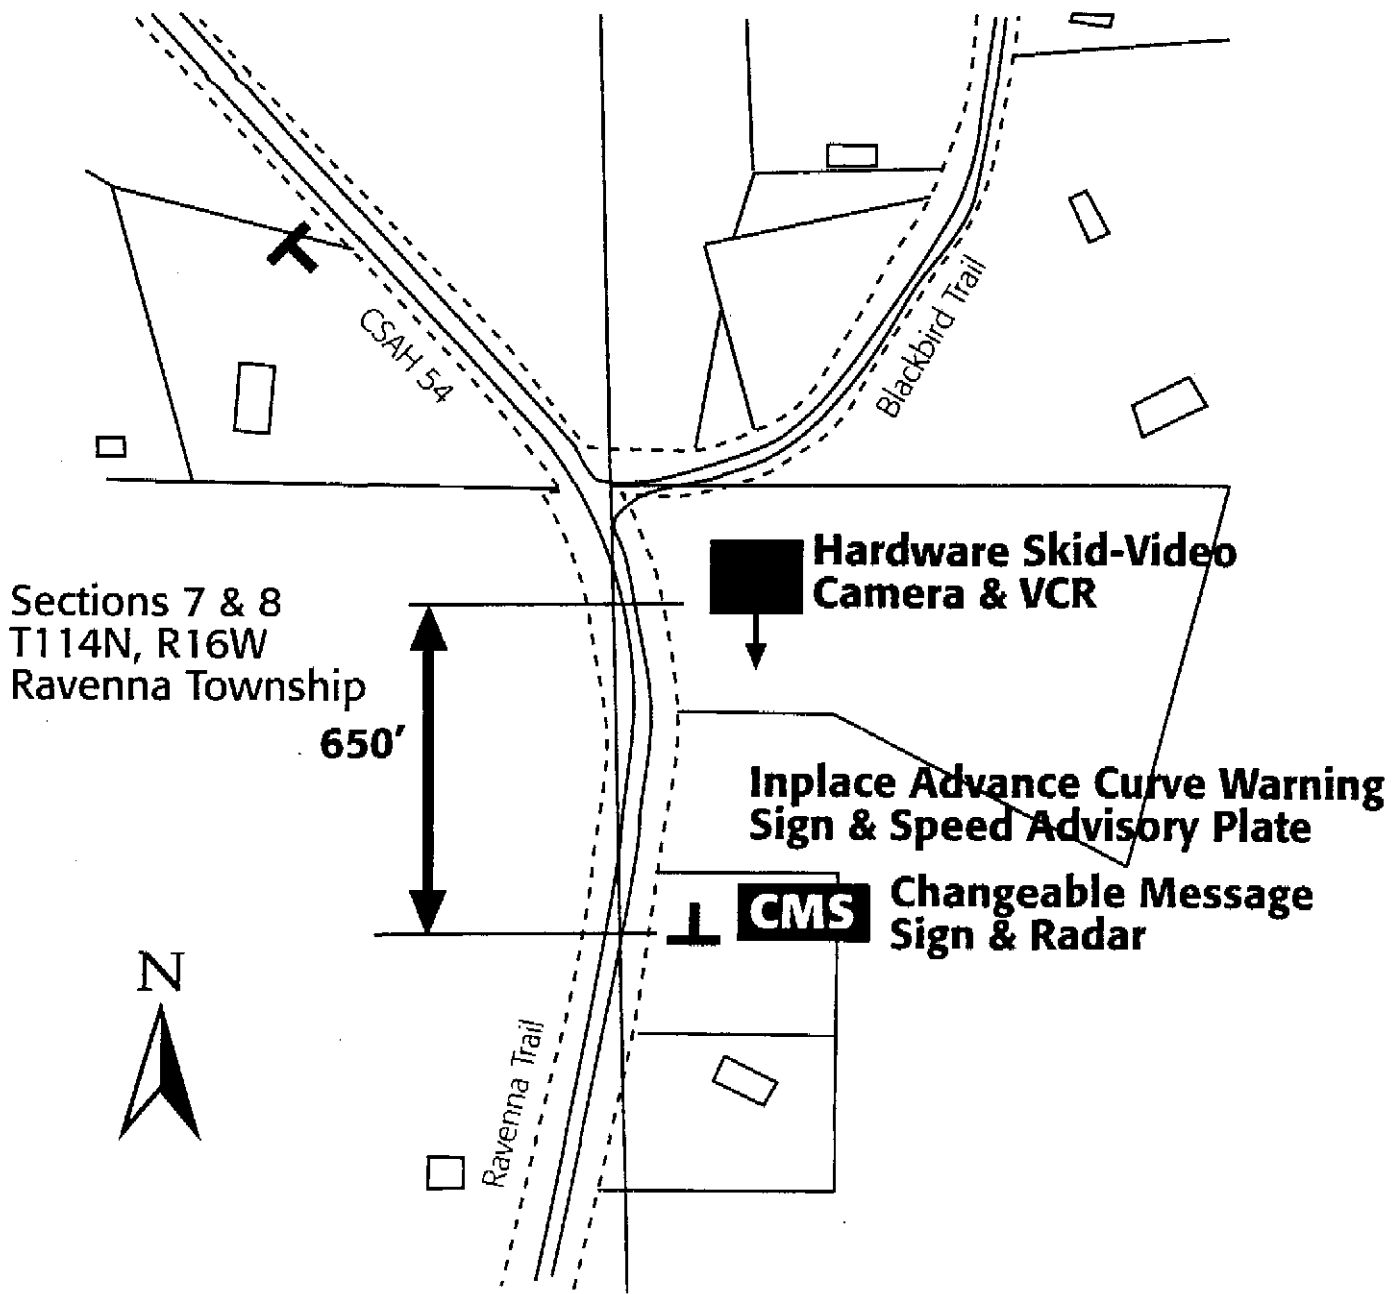 Blackbird Trail
CSAH 54
Hardware Skid-Video
Camera & VCR
Sections 7 & 8
T114N, R16W
Ravenna Township
650'
Inplace Advance Curve Warning
Sign & Speed Advisory Plate
CMS
Changeable Message
Sign & Radar
N
Ravenna Trail